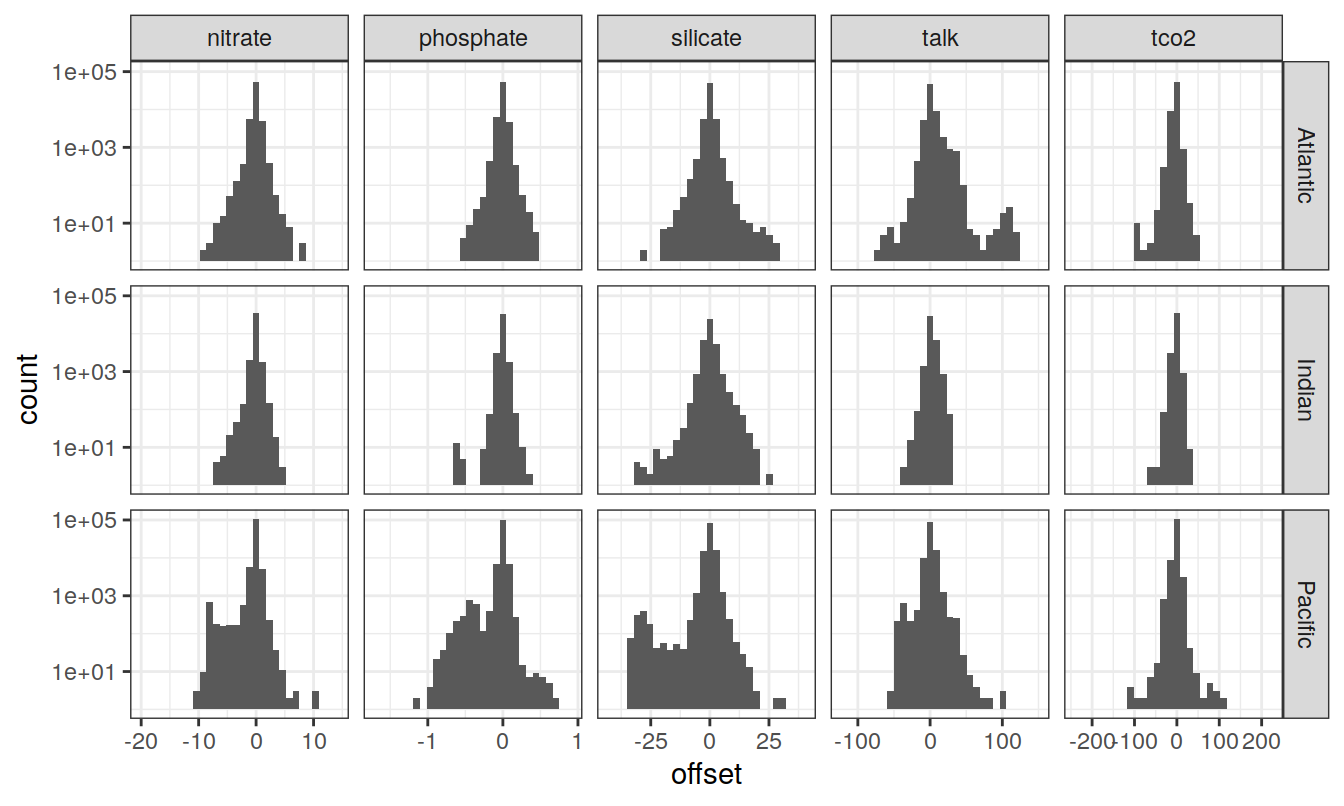 nitrate phosphate silicate talk tco2
1e+05
1e+03
1e+01
Atlantic
1e+05
1e+03
1e+01
Indian
1e+05
1e+03
1e+01
Pacific
count
-20 -10 0 10 -1 0 1 -25 0 25 -100 0 100 -200 -100 0 100 200
offset